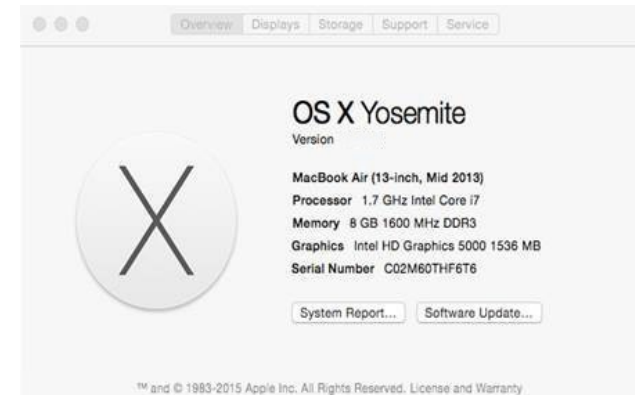 Overview Displays Storage Support Service
OS X Yosemite
Version
MacBook Air (13-inch, Mid 2013)
Processor 1.7 GHz Intel Core i7
Memory 8 GB 1600 MHz DDR3
Graphics Intel HD Graphics 5000 1536 MB
Serial Number C02M60THF6T6
System Report... Software Update...
™ and © 1983-2015 Apple Inc. All Rights Reserved. License and Warranty